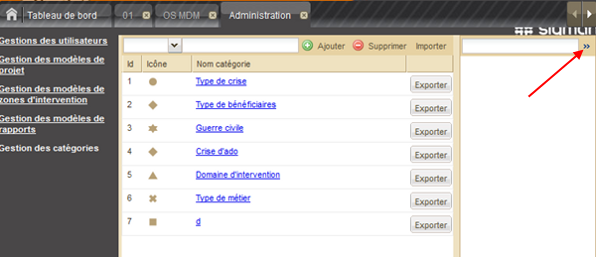 Tableau de bord 01 OS MDM Administration
sigmah
Gestions des utilisateurs
Gestion des modèles de projet
Gestion des modèles de zones d'intervention
Gestion des modèles de rapports
Gestion des catégories
Ajouter Supprimer Importer
Id Icône Nom catégorie
1 Type de crise Exporter
2 Type de bénéficiaires Exporter
3 Guerre civile Exporter
4 Crise d'ado Exporter
5 Domaine d'intervention Exporter
6 Type de métier Exporter
7 d Exporter
»